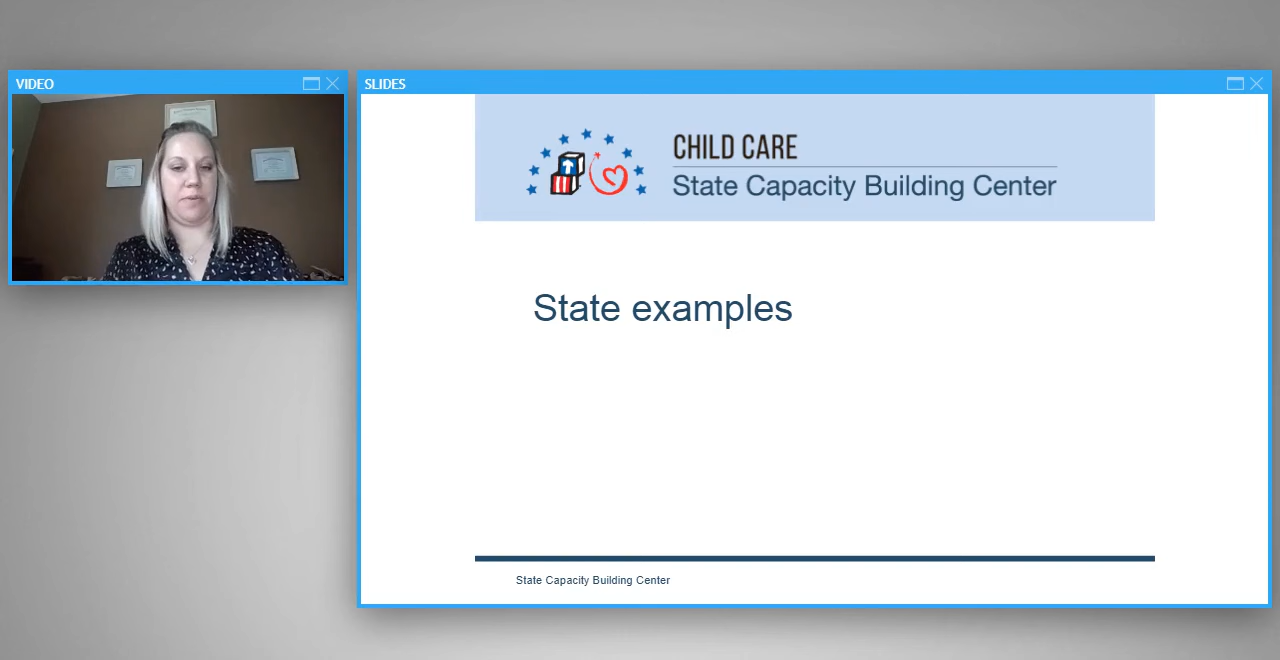 VIDEO
SLIDES
CHILD CARE
State Capacity Building Center
State examples
State Capacity Building Center